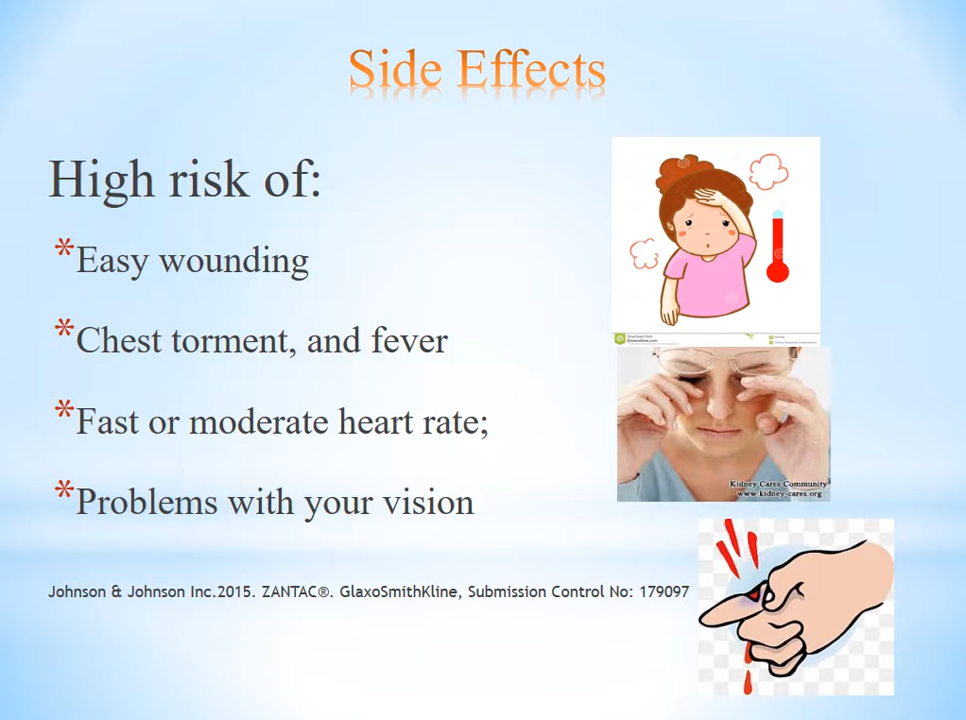 Side Effects
High risk of:
*Easy wounding
*Chest torment, and fever
*Fast or moderate heart rate;
*Problems with your vision
Kidney Cares Community
www.kidney-cares.org
Johnson & Johnson Inc.2015. ZANTAC®. GlaxoSmithKline, Submission Control No: 179097